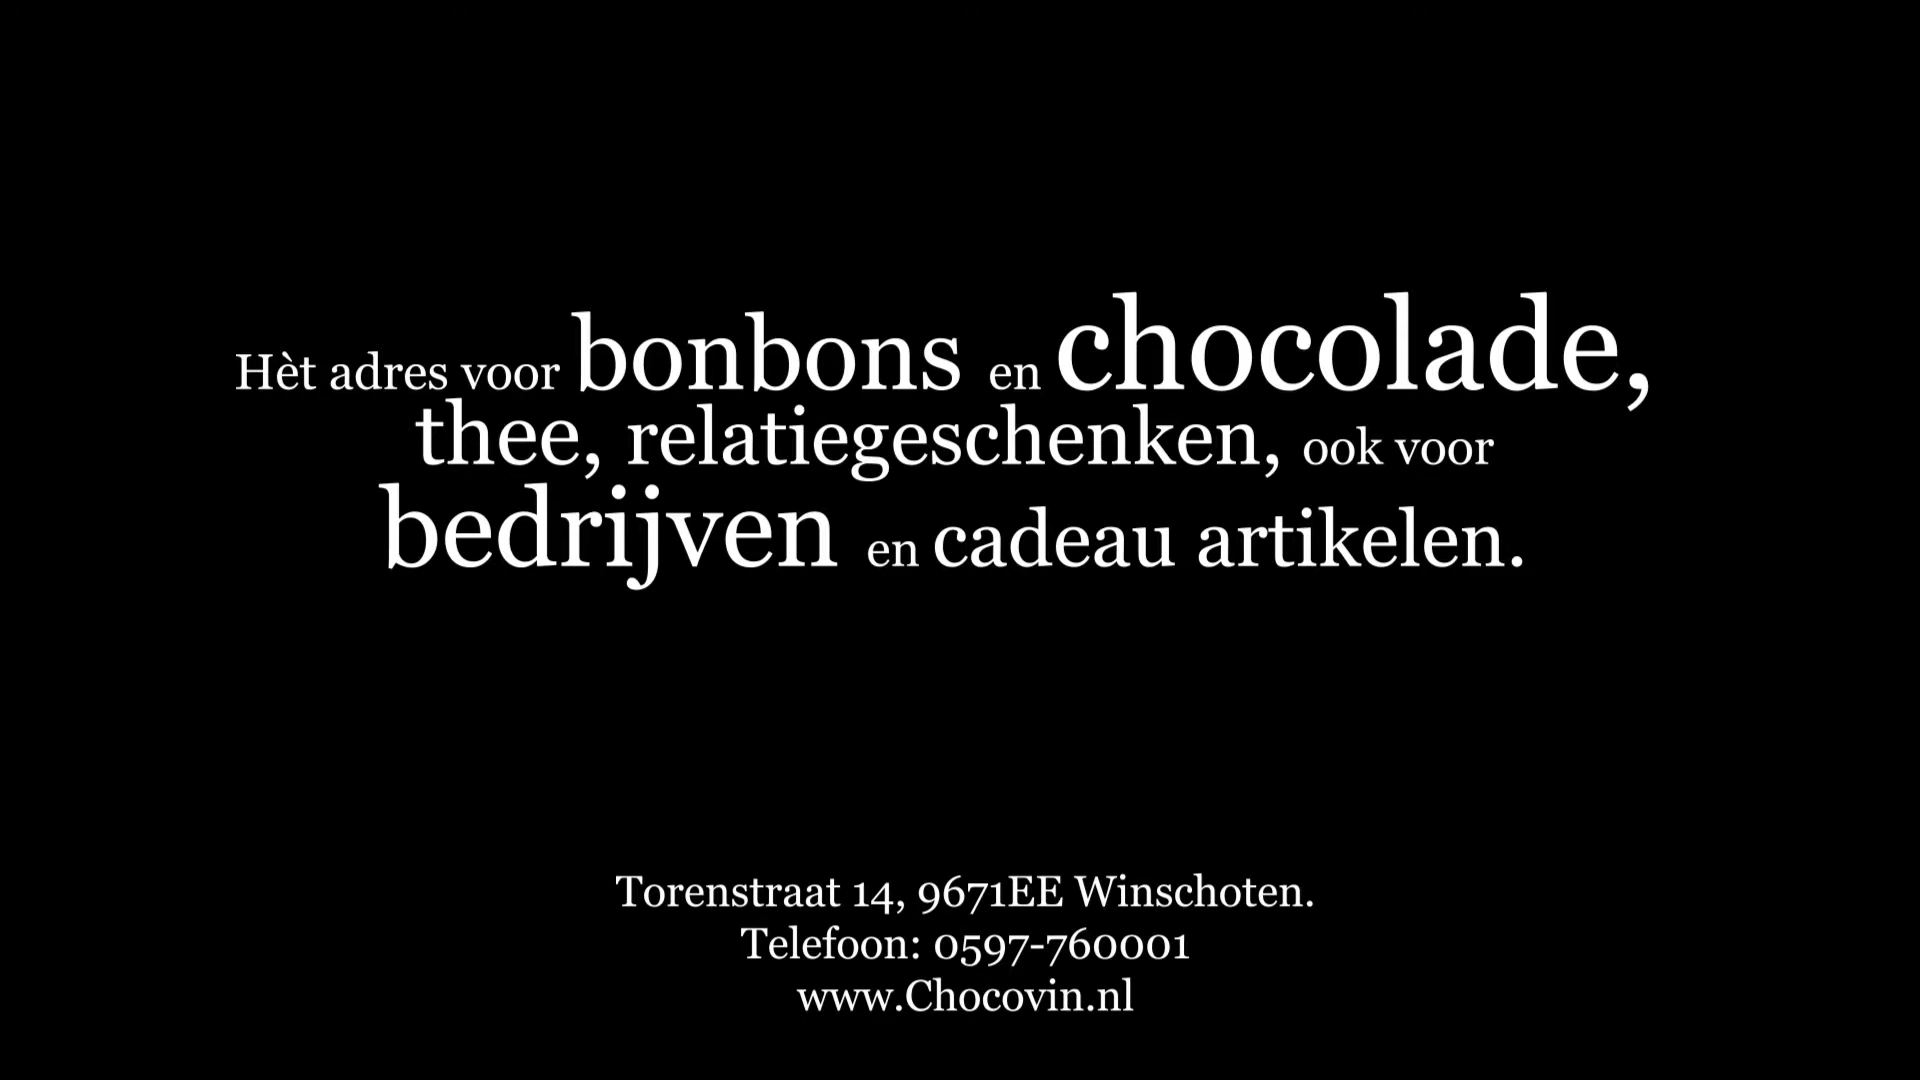 Hèt adres voor bonbons en chocolade,
thee, relatiegeschenken, ook voor
bedrijven en cadeau artikelen.
Torenstraat 14, 9671EE Winschoten.
Telefoon: 0597-760001
www.Chocovin.nl